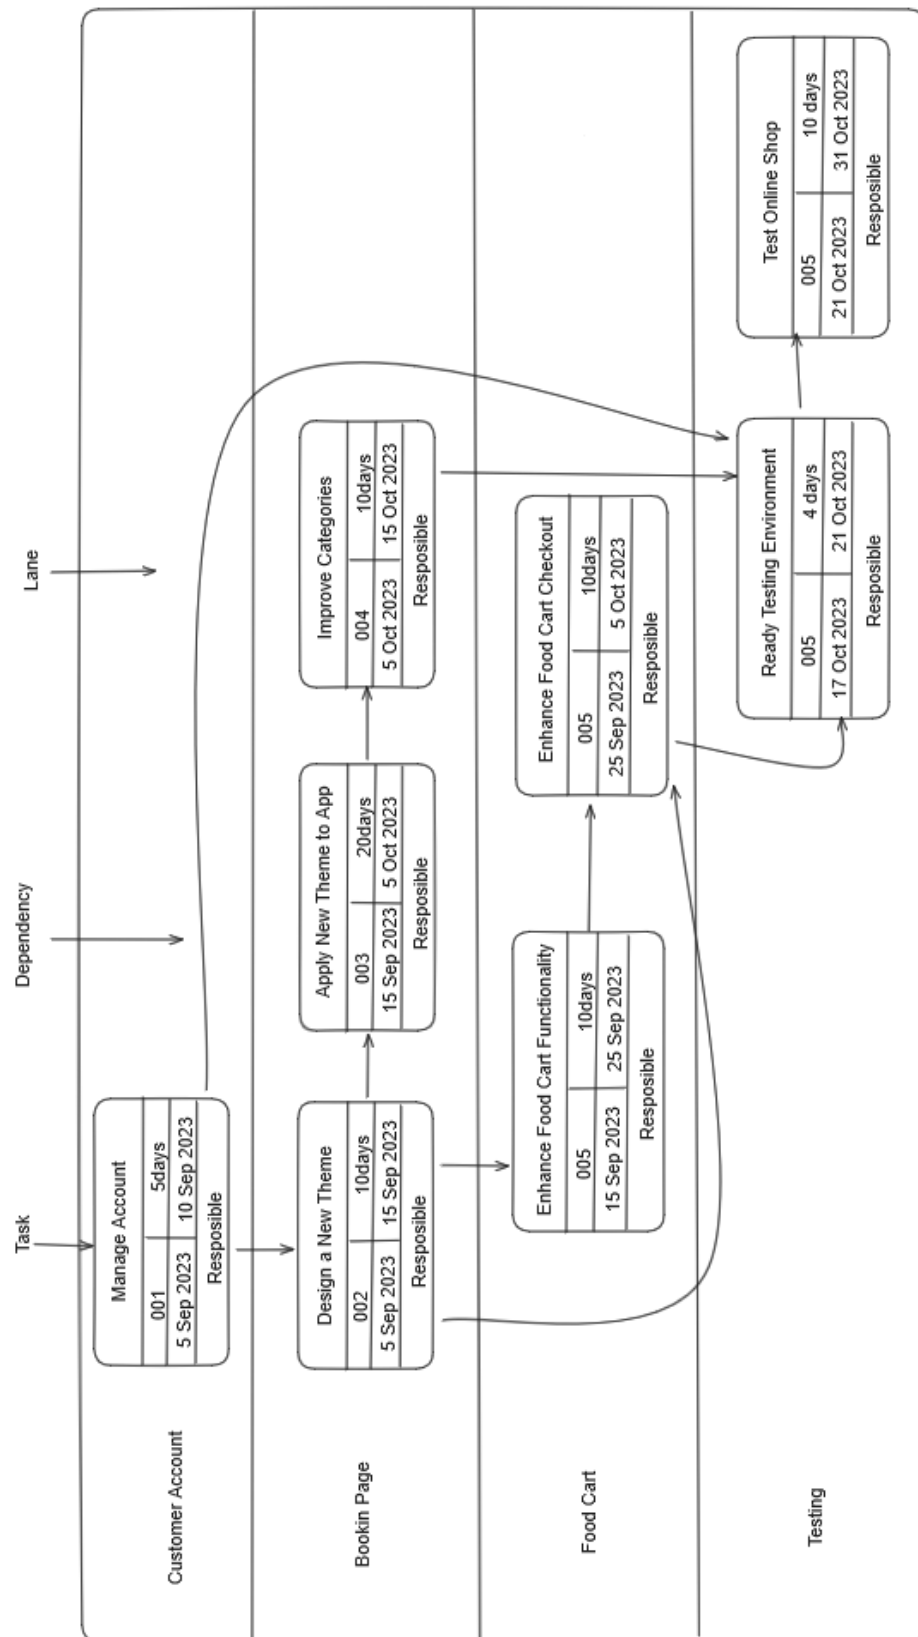 Task
Dependency
Lane
Customer Account
Manage Account
001 5days
5 Sep 2023 10 Sep 2023
Resposible
Bookin Page
Design a New Theme
002 10days
5 Sep 2023 15 Sep 2023
Resposible
Apply New Theme to App
003 20days
15 Sep 2023 5 Oct 2023
Resposible
Improve Categories
004 10days
5 Oct 2023 15 Oct 2023
Resposible
Food Cart
Enhance Food Cart Functionality
005 10days
15 Sep 2023 25 Sep 2023
Resposible
Enhance Food Cart Checkout
005 10days
25 Sep 2023 5 Oct 2023
Resposible
Testing
Ready Testing Environment
005 4 days
17 Oct 2023 21 Oct 2023
Resposible
Test Online Shop
005 10 days
21 Oct 2023 31 Oct 2023
Resposible